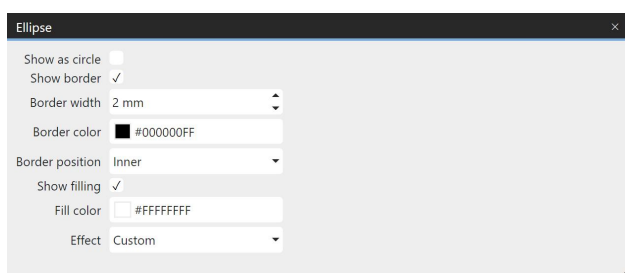 Ellipse
Show as circle
Show border ✓
Border width 2 mm
Border color #000000FF
Border position Inner
Show filling ✓
Fill color #FFFFFFFF
Effect Custom